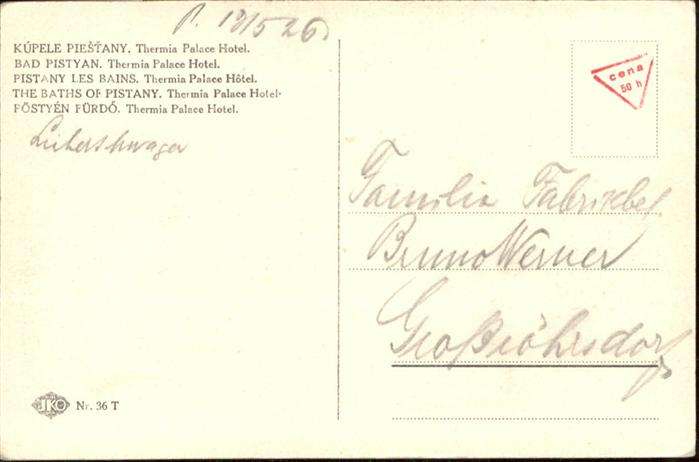 P. 18/5 26.
KÚPELE PIEŠŤANY. Thermia Palace Hotel.
BAD PISTYAN. Thermia Palace Hotel.
PISTANY LES BAINS. Thermia Palace Hôtel.
THE BATHS OF PISTANY. Thermia Palace Hotel.
PÖSTYÉN FÜRDŐ. Thermia Palace Hotel.
cena
50 h
Familie Fabrikbes.
Bruno Werner
Großröhrsdorf
Nr. 36 T